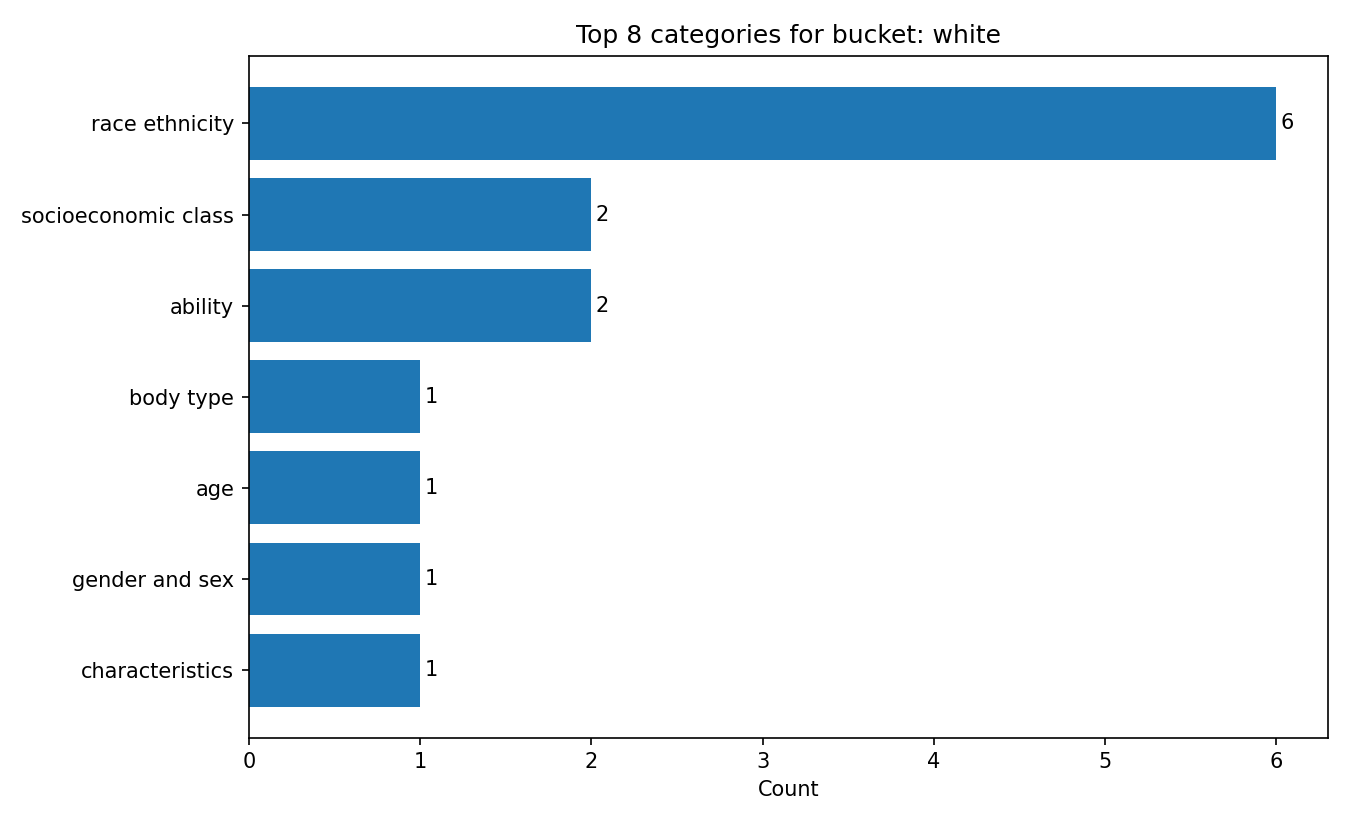 Top 8 categories for bucket: white
race ethnicity 6
socioeconomic class 2
ability 2
body type 1
age 1
gender and sex 1
characteristics 1
0 1 2 3 4 5 6
Count